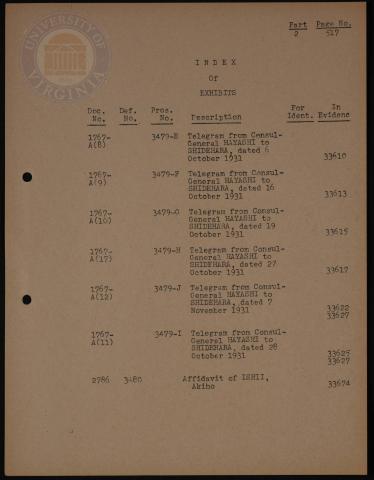 UNIVERSITY OF VIRGINIA
Part Page No.
2 517
INDEX
Of
EXHIBITS
Doc. Def. Pros. For In
No. No. No. Description Ident. Evidence
1767- 3479-E Telegram from Consul-
A(8) General HAYASHI to
SHIDEHARA, dated 6
October 1931 33610
1767- 3479-F Telegram from Consul-
A(9) General HAYASHI to
SHIDEHARA, dated 16
October 1931 33613
1767- 3479-G Telegram from Consul-
A(10) General HAYASHI to
SHIDEHARA, dated 19
October 1931 33615
1767- 3479-H Telegram from Consul-
A(17) General HAYASHI to
SHIDEHARA, dated 27
October 1931 33617
1767- 3479-J Telegram from Consul-
A(12) General HAYASHI to
SHIDEHARA, dated 7
November 1931 33622
33627
1767- 3479-I Telegram from Consul-
A(11) General HAYASHI to
SHIDEHARA, dated 28
October 1931 33625
33627
2786 3480 Affidavit of ISHII,
Akiho 33674